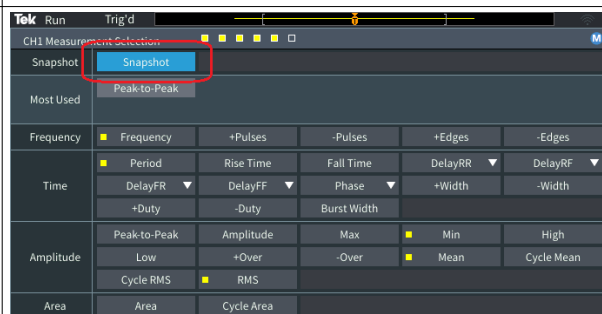 Tek Run Trig'd
CH1 Measurement Selection M
Snapshot Snapshot
Most Used Peak-to-Peak
Frequency Frequency +Pulses -Pulses +Edges -Edges
Time Period Rise Time Fall Time DelayRR DelayRF
DelayFR DelayFF Phase +Width -Width
+Duty -Duty Burst Width
Amplitude Peak-to-Peak Amplitude Max Min High
Low +Over -Over Mean Cycle Mean
Cycle RMS RMS
Area Area Cycle Area